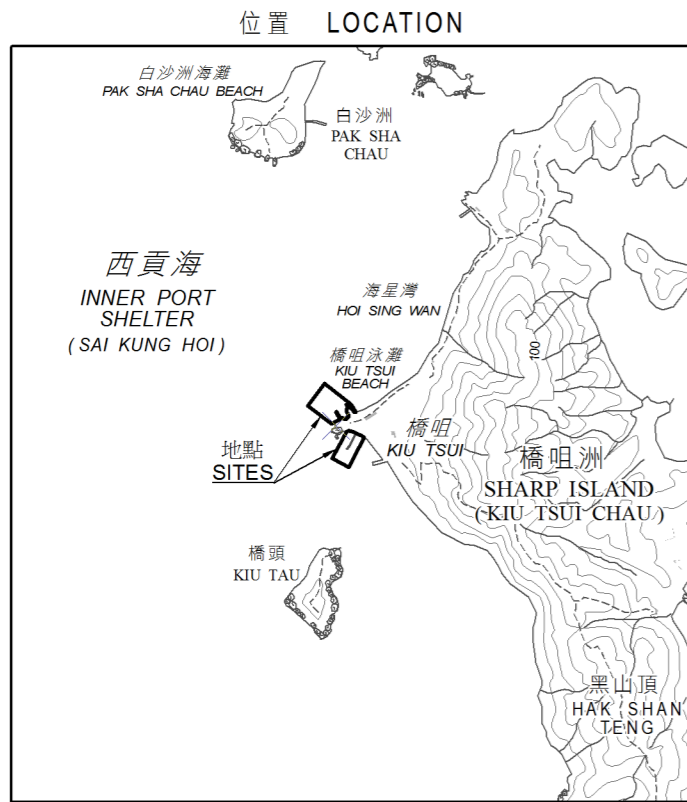 位置 LOCATION
白沙洲海灘
PAK SHA CHAU BEACH
白沙洲
PAK SHA
CHAU
西貢海
INNER PORT
SHELTER
( SAI KUNG HOI )
海星灣
HOI SING WAN
橋咀泳灘
KIU TSUI
BEACH
100
橋咀
KIU TSUI
地點
SITES
橋咀洲
SHARP ISLAND
( KIU TSUI CHAU )
橋頭
KIU TAU
黑山頂
HAK SHAN
TENG